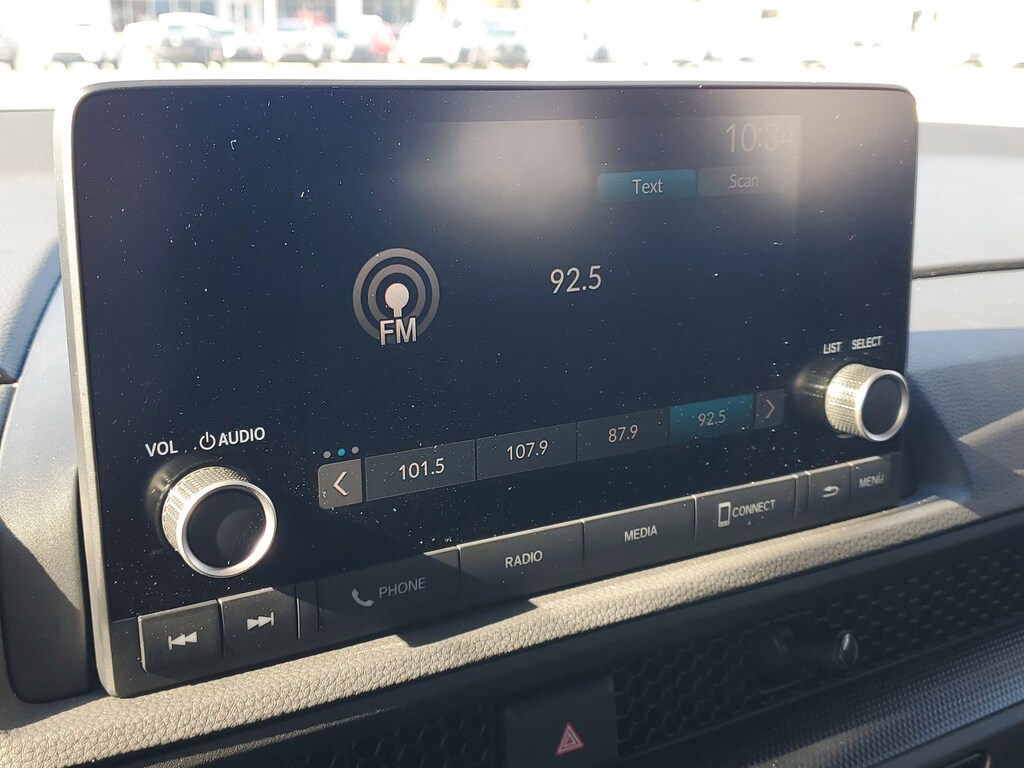 10:34
Text Scan
92.5
FM
LIST SELECT
VOL AUDIO
101.5 107.9 87.9 92.5
PHONE RADIO MEDIA CONNECT MENU